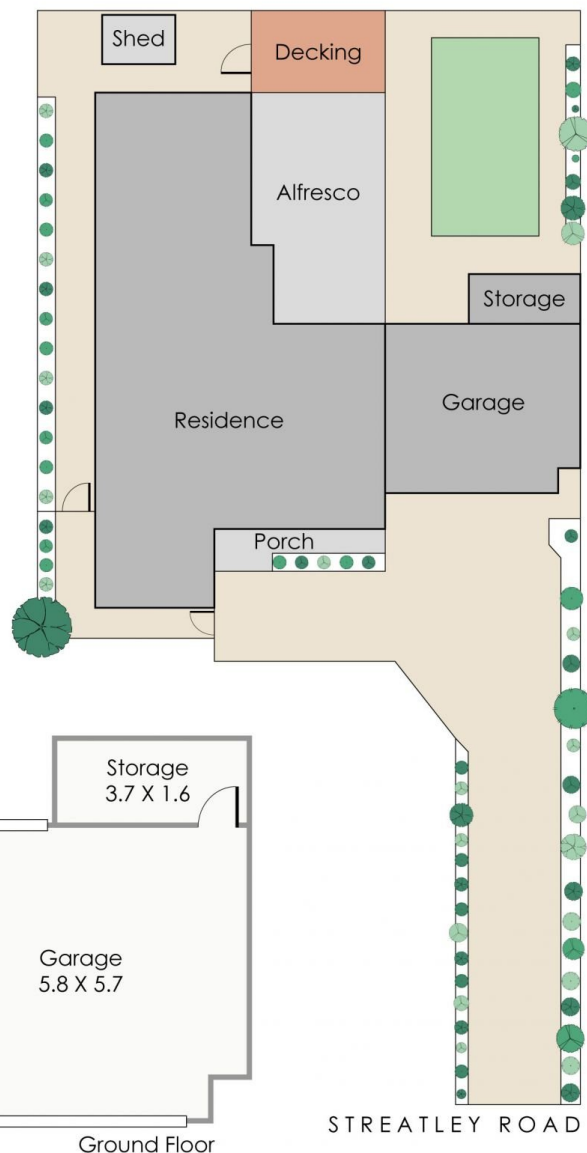 Shed
Decking
Alfresco
Storage
Garage
Residence
Porch
Storage
3.7 X 1.6
Garage
5.8 X 5.7
Ground Floor
STREATLEY ROAD